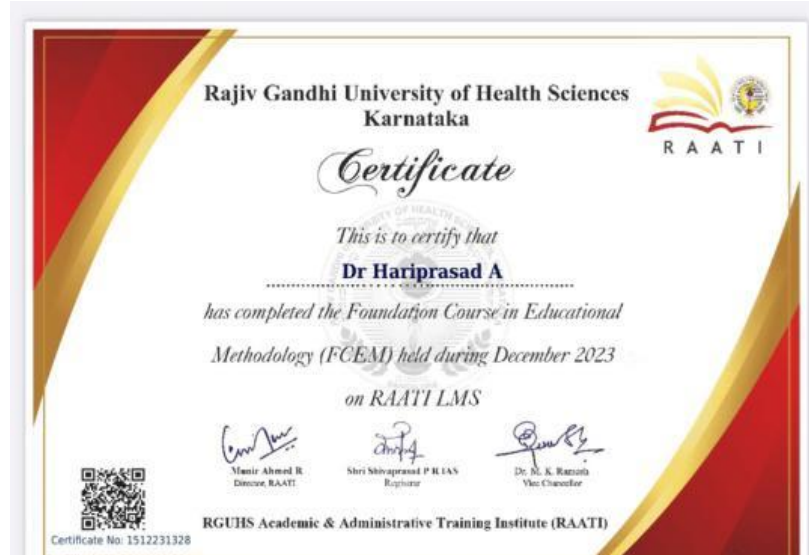 Rajiv Gandhi University of Health Sciences
Karnataka
RAATI
Certificate
This is to certify that
Dr Hariprasad A
has completed the Foundation Course in Educational
Methodology (FCEM) held during December 2023
on RAATI LMS
Munir Ahmed R
Director, RAATI
Shri Shivaprasad P R IAS
Registrar
Dr. M. K. Ramesh
Vice Chancellor
RGUHS Academic & Administrative Training Institute (RAATI)
Certificate No: 1512231328